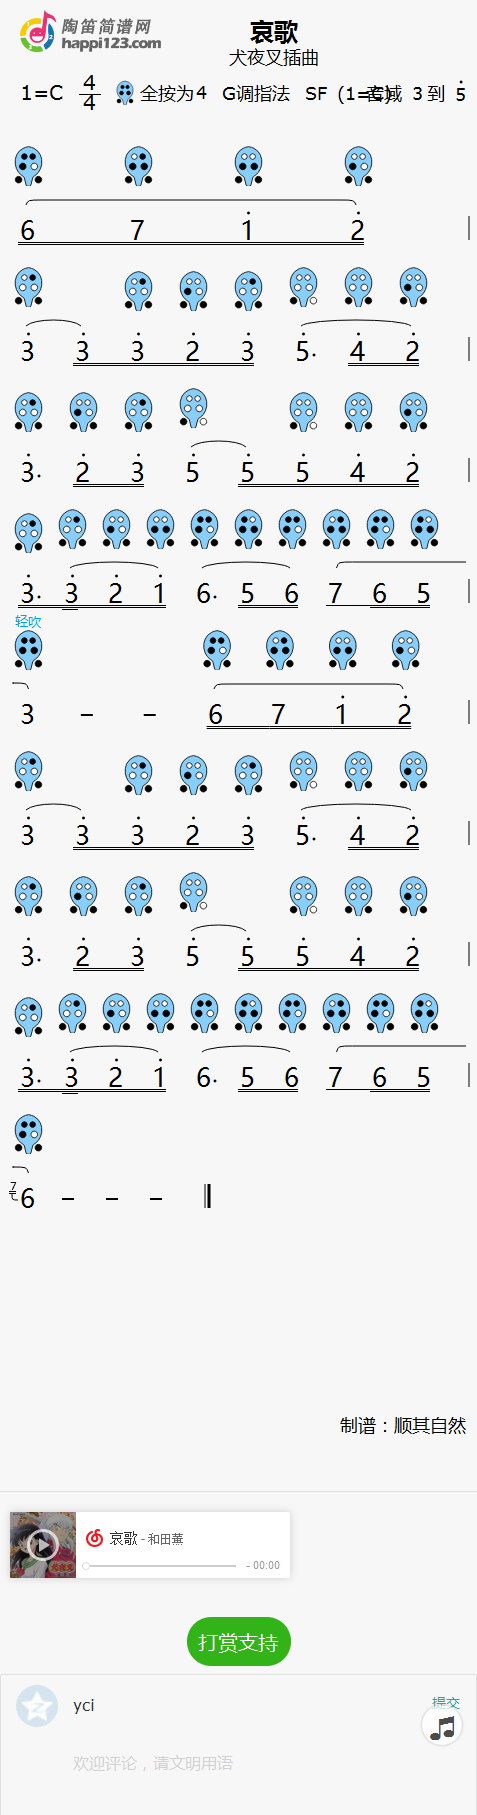 陶笛简谱网
happi123.com
哀歌
犬夜叉插曲
1=C 4/4 全按为4 G调指法 SF (1=C) 3 到 5̇
6 7 1̇ 2̇ |
3̇ 3̇ 3̇ 2̇ 3̇ 5̇· 4̇ 2̇ |
3̇· 2̇ 3̇ 5̇ 5̇ 5̇ 4̇ 2̇ |
3̇· 3̇ 2̇ 1̇ 6· 5 6 7 6 5 |
轻吹
3 – – 6 7 1̇ 2̇ |
3̇ 3̇ 3̇ 2̇ 3̇ 5̇· 4̇ 2̇ |
3̇· 2̇ 3̇ 5̇ 5̇ 5̇ 4̇ 2̇ |
3̇· 3̇ 2̇ 1̇ 6· 5 6 7 6 5 |
7 6 – – – ‖
制谱：顺其自然
哀歌 - 和田薰
- 00:00
打赏支持
yci
提交
欢迎评论，请文明用语